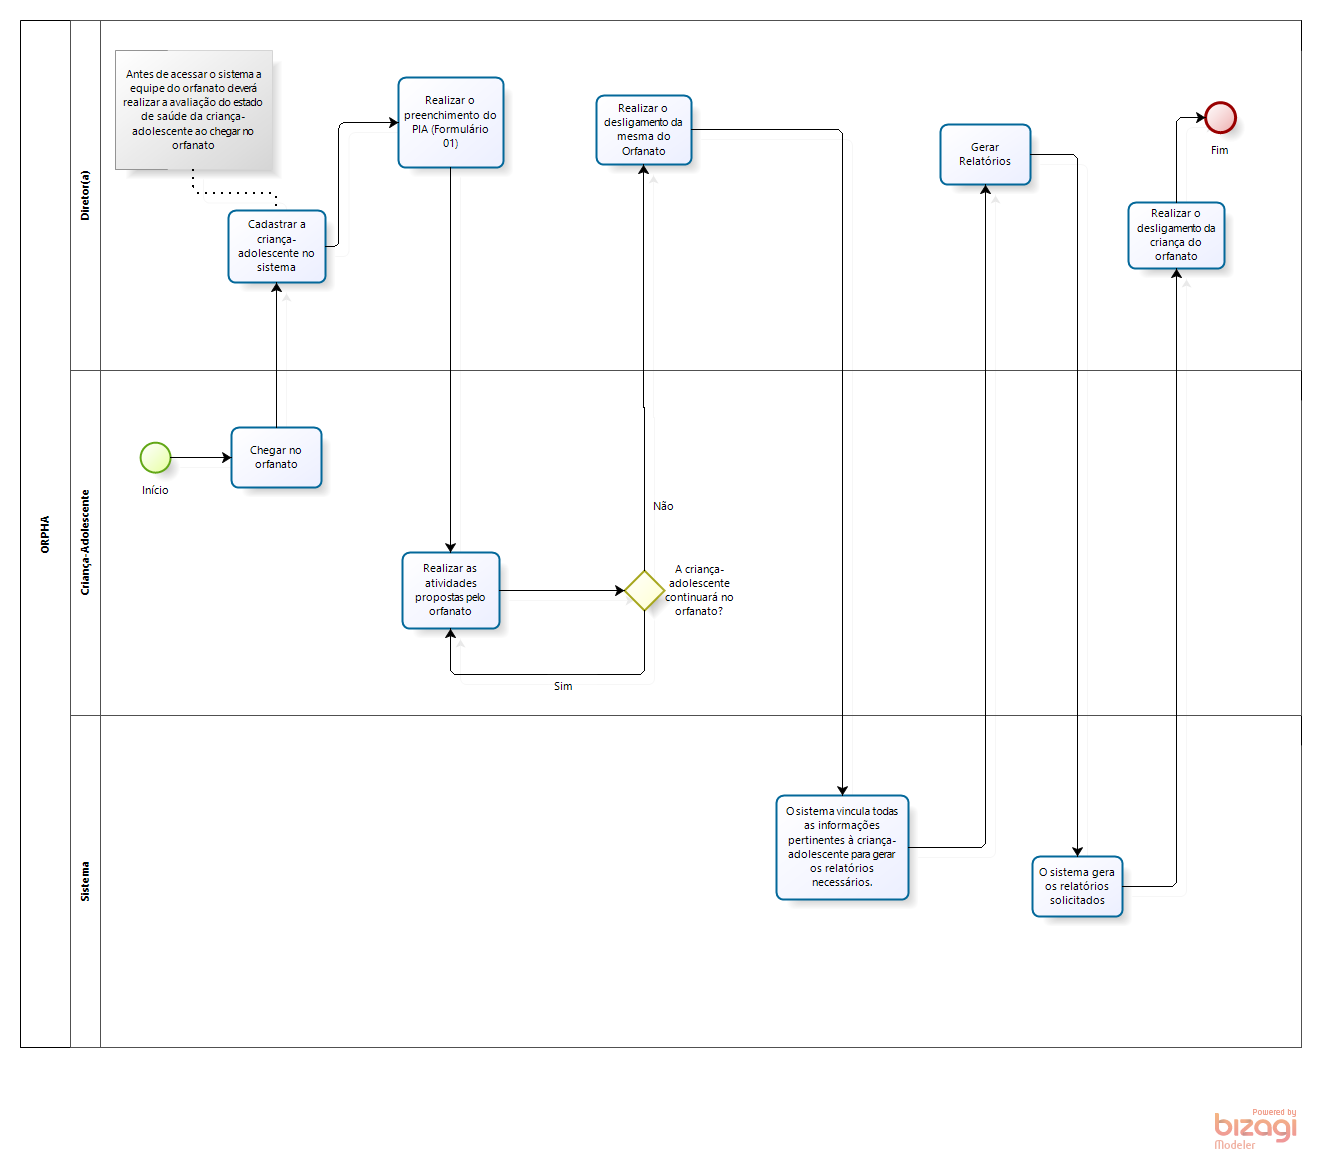 ORPHA
Diretor(a)
Antes de acessar o sistema a
equipe do orfanato deverá
realizar a avaliação do estado
de saúde da criança-
adolescente ao chegar no
orfanato
Cadastrar a
criança-
adolescente no
sistema
Realizar o
preenchimento do
PIA (Formulário
01)
Realizar o
desligamento da
mesma do
Orfanato
Gerar
Relatórios
Realizar o
desligamento da
criança do
orfanato
Fim
Criança-Adolescente
Início
Chegar no
orfanato
Realizar as
atividades
propostas pelo
orfanato
Não
A criança-
adolescente
continuará no
orfanato?
Sim
Sistema
O sistema vincula todas
as informações
pertinentes à criança-
adolescente para gerar
os relatórios
necessários.
O sistema gera
os relatórios
solicitados
Powered by
bizagi
Modeler